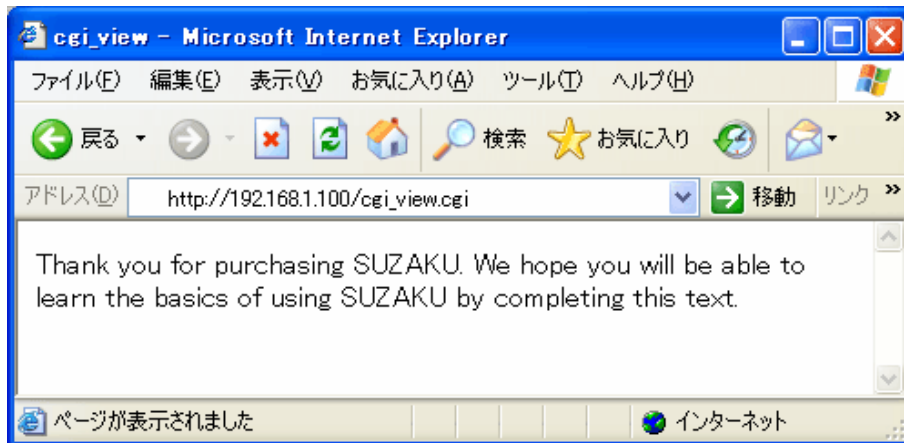 cgi_view - Microsoft Internet Explorer
ファイル(F) 編集(E) 表示(V) お気に入り(A) ツール(T) ヘルプ(H)
戻る 検索 お気に入り »
アドレス(D) http://192.168.1.100/cgi_view.cgi 移動 リンク »
Thank you for purchasing SUZAKU. We hope you will be able to
learn the basics of using SUZAKU by completing this text.
ページが表示されました インターネット